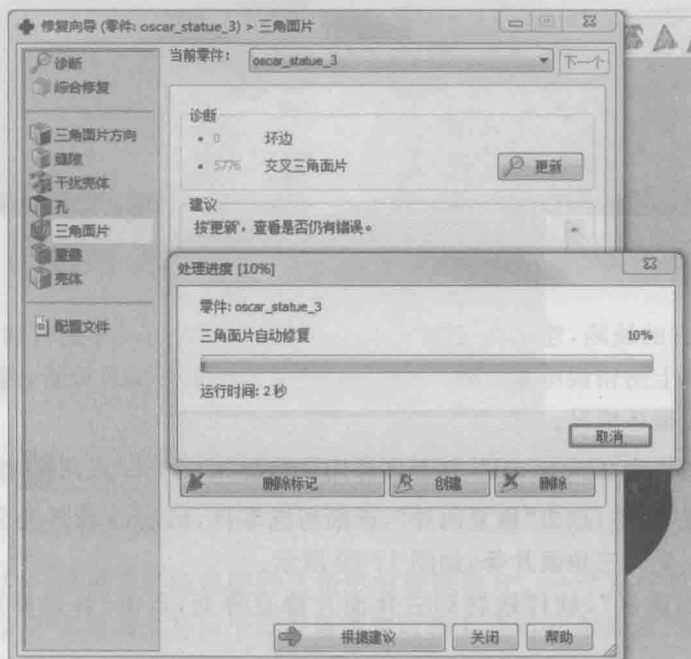 修复向导 (零件: oscar_statue_3) > 三角面片
诊断
综合修复
三角面片方向
缝隙
干扰壳体
孔
三角面片
重叠
壳体
配置文件
当前零件: oscar_statue_3 下一个
诊断
• 0 坏边
• 5776 交叉三角面片
更新
建议
按'更新', 查看是否仍有错误。
处理进度 [10%]
零件: oscar_statue_3
三角面片自动修复 10%
运行时间: 2 秒
取消
删除标记 创建 删除
根据建议 关闭 帮助